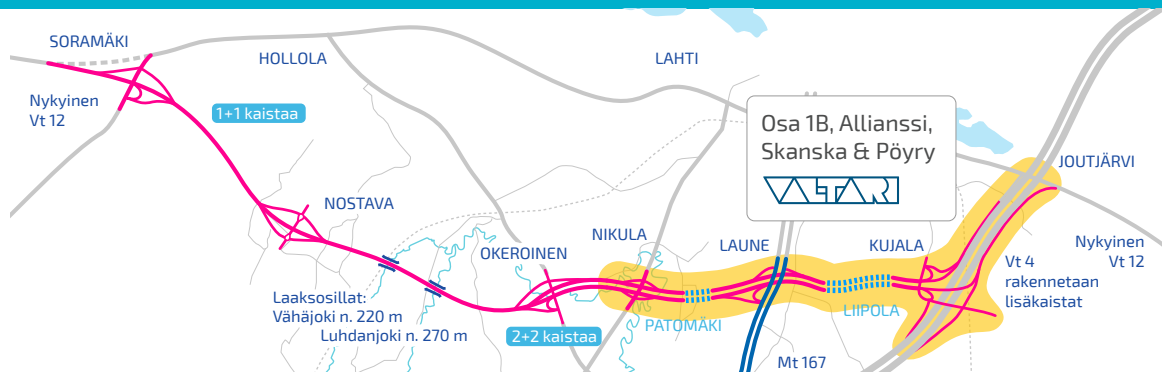 SORAMÄKI
HOLLOLA
LAHTI
Nykyinen
Vt 12
1+1 kaistaa
Osa 1B, Allianssi,
Skanska & Pöyry
VALTARI
JOUTJÄRVI
NOSTAVA
OKEROINEN
NIKULA
LAUNE
KUJALA
Nykyinen
Vt 12
Vt 4
rakennetaan
lisäkaistat
Laaksosillat:
Vähäjoki n. 220 m
Luhdanjoki n. 270 m
2+2 kaistaa
PATOMÄKI
LIIPOLA
Mt 167